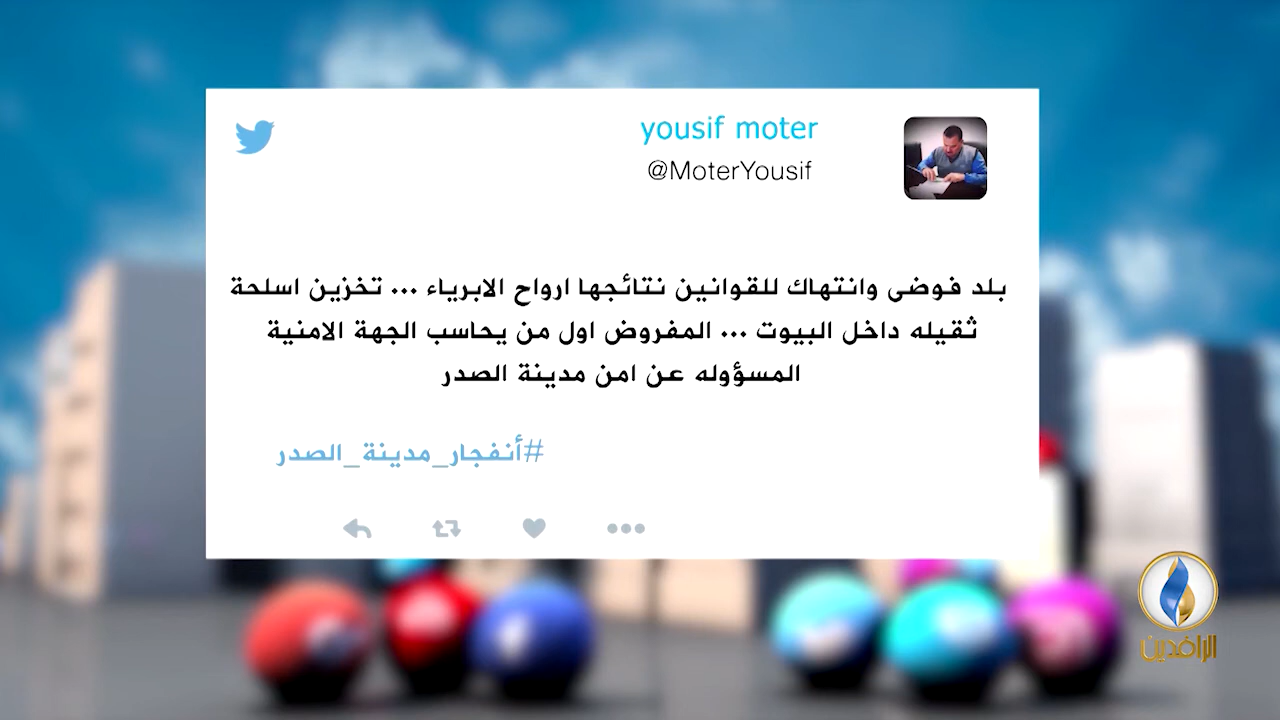 yousif moter
@MoterYousif
بلد فوضى وانتهاك للقوانين نتائجها ارواح الابرياء ... تخزين اسلحة
ثقيله داخل البيوت ... المفروض اول من يحاسب الجهة الامنية
المسؤوله عن امن مدينة الصدر
#أنفجار_مدينة_الصدر
الرافدين